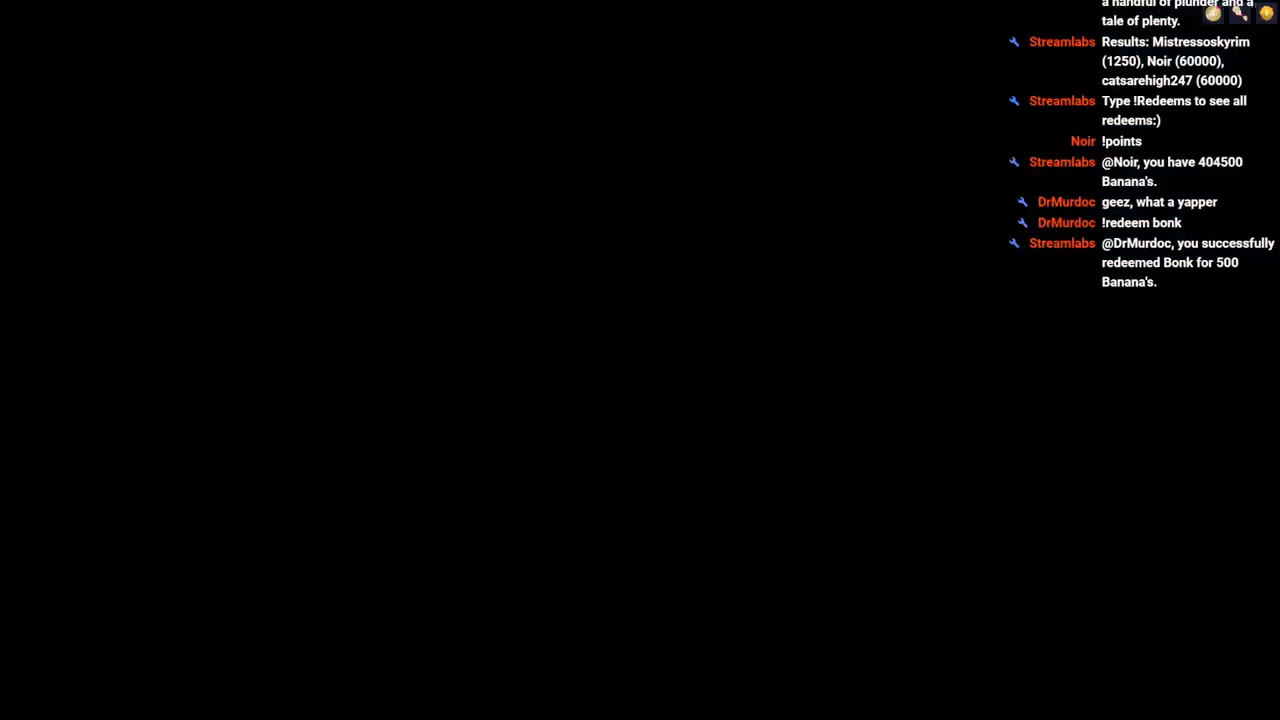 a handful of plunder and a
tale of plenty.
Streamlabs Results: Mistressoskyrim
(1250), Noir (60000),
catsarehigh247 (60000)
Streamlabs Type !Redeems to see all
redeems:)
Noir !points
Streamlabs @Noir, you have 404500
Banana's.
DrMurdoc geez, what a yapper
DrMurdoc !redeem bonk
Streamlabs @DrMurdoc, you successfully
redeemed Bonk for 500
Banana's.